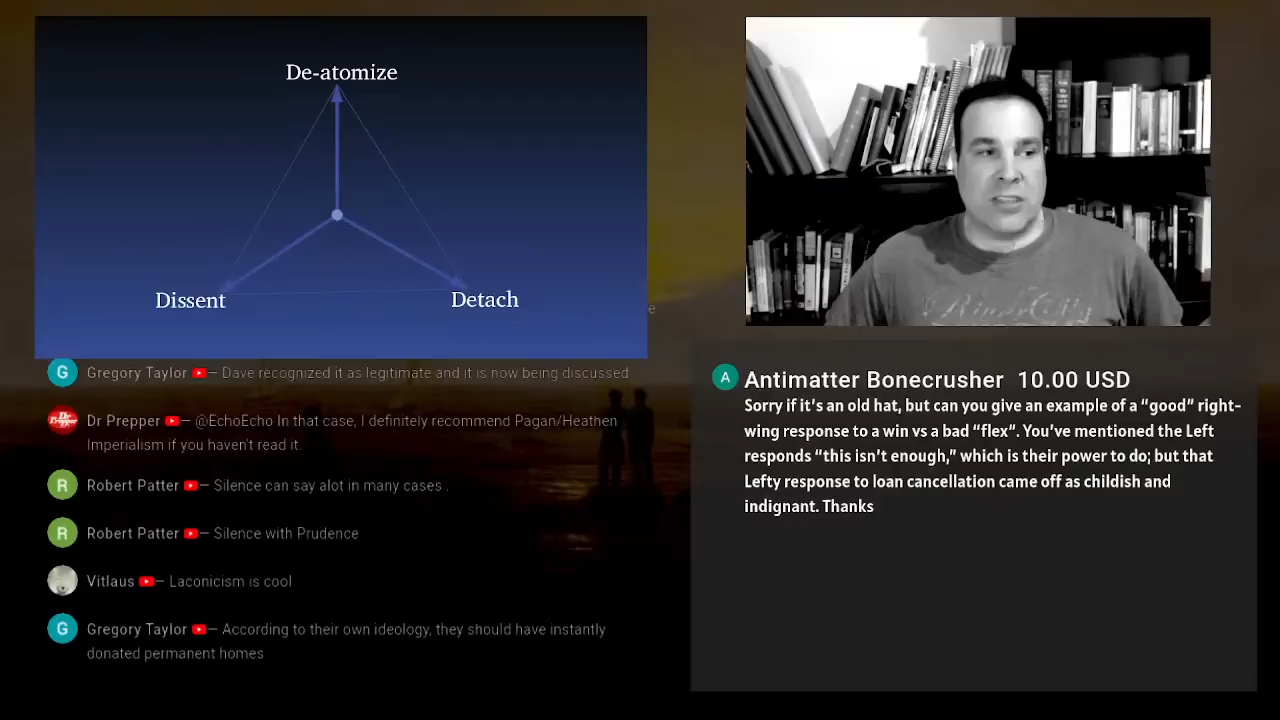 De-atomize
Dissent
Detach
e
G Gregory Taylor — Dave recognized it as legitimate and it is now being discussed
Dr Prepper Dr Prepper — @EchoEcho In that case, I definitely recommend Pagan/Heathen
Imperialism if you haven't read it.
R Robert Patter — Silence can say alot in many cases .
R Robert Patter — Silence with Prudence
Vitlaus — Laconicism is cool
G Gregory Taylor — According to their own ideology, they should have instantly
donated permanent homes
River City
A Antimatter Bonecrusher 10.00 USD
Sorry if it's an old hat, but can you give an example of a “good” right-
wing response to a win vs a bad “flex”. You've mentioned the Left
responds “this isn't enough,” which is their power to do; but that
Lefty response to loan cancellation came off as childish and
indignant. Thanks